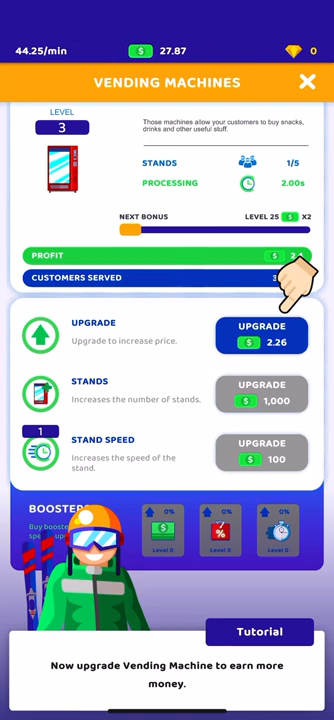 44.25/min
$ 27.87
0
VENDING MACHINES
LEVEL
3
Those machines allow your customers to buy snacks,
drinks and other useful stuff.
STANDS
1/5
PROCESSING
2.00s
NEXT BONUS
LEVEL 25 $ X2
PROFIT
$
CUSTOMERS SERVED
UPGRADE
Upgrade to increase price.
UPGRADE
$ 2.26
STANDS
Increases the number of stands.
UPGRADE
$ 1,000
1
STAND SPEED
Increases the speed of the
stand.
UPGRADE
$ 100
BOOSTERS
Buy
0%
$
Level 0
0%
%
Level 0
0%
Level 0
Tutorial
Now upgrade Vending Machine to earn more
money.